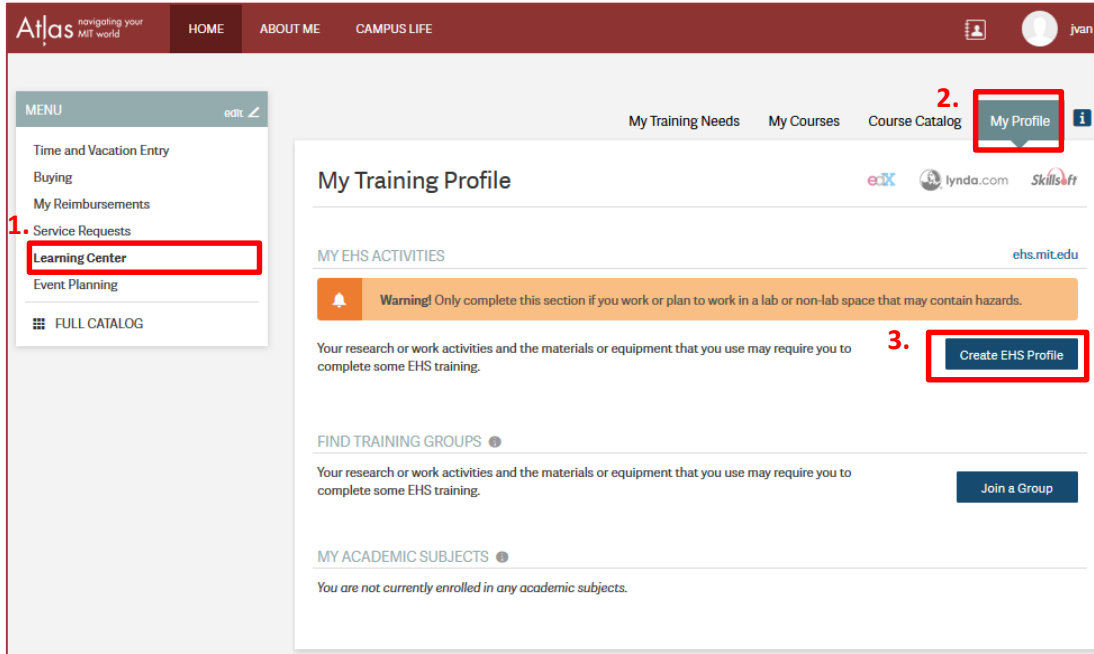 Atlas navigating your MIT world
HOME
ABOUT ME
CAMPUS LIFE
jvan
MENU
edit
Time and Vacation Entry
Buying
My Reimbursements
1.
Service Requests
Learning Center
Event Planning
FULL CATALOG
2.
My Training Needs
My Courses
Course Catalog
My Profile
i
My Training Profile
edX
lynda.com
Skillsoft
MY EHS ACTIVITIES
ehs.mit.edu
Warning! Only complete this section if you work or plan to work in a lab or non-lab space that may contain hazards.
Your research or work activities and the materials or equipment that you use may require you to
complete some EHS training.
3.
Create EHS Profile
FIND TRAINING GROUPS
Your research or work activities and the materials or equipment that you use may require you to
complete some EHS training.
Join a Group
MY ACADEMIC SUBJECTS
You are not currently enrolled in any academic subjects.